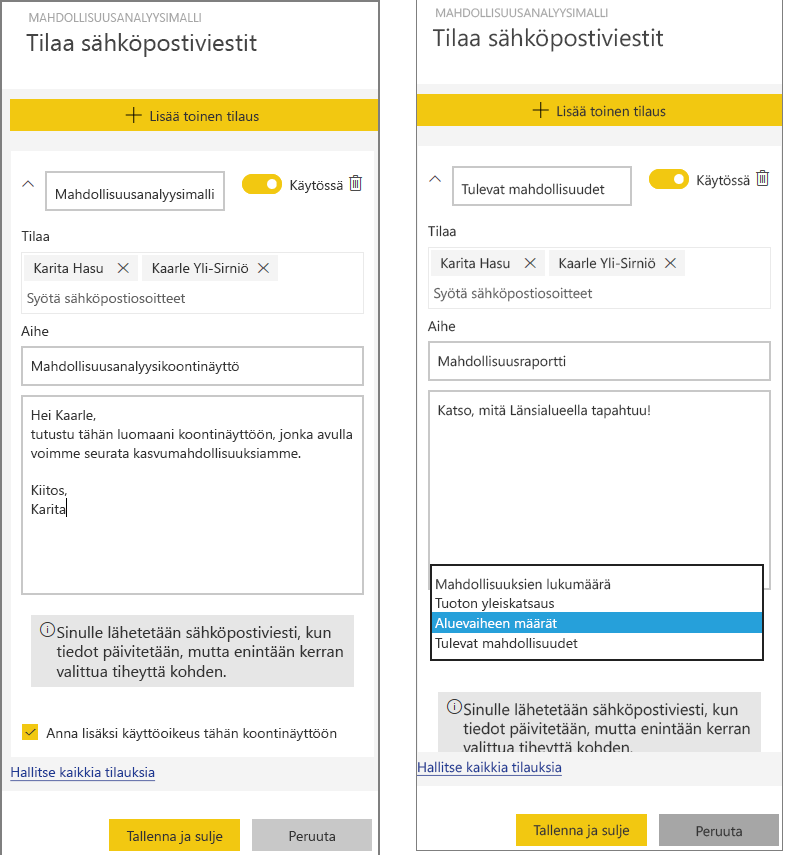 MAHDOLLISUUSANALYYSIMALLI
Tilaa sähköpostiviestit
Lisää toinen tilaus
Mahdollisuusanalyysimalli
Käytössä
Tilaa
Karita Hasu
Kaarle Yli-Sirniö
Syötä sähköpostiosoitteet
Aihe
Mahdollisuusanalyysikoontinäyttö
Hei Kaarle,
tutustu tähän luomaani koontinäyttöön, jonka avulla
voimme seurata kasvumahdollisuuksiamme.
Kiitos,
Karita
Sinulle lähetetään sähköpostiviesti, kun
tiedot päivitetään, mutta enintään kerran
valittua tiheyttä kohden.
Anna lisäksi käyttöoikeus tähän koontinäyttöön
Hallitse kaikkia tilauksia
Tallenna ja sulje
Peruuta
MAHDOLLISUUSANALYYSIMALLI
Tilaa sähköpostiviestit
Lisää toinen tilaus
Tulevat mahdollisuudet
Käytössä
Tilaa
Karita Hasu
Kaarle Yli-Sirniö
Syötä sähköpostiosoitteet
Aihe
Mahdollisuusraportti
Katso, mitä Länsialueella tapahtuu!
Mahdollisuuksien lukumäärä
Tuoton yleiskatsaus
Aluevaiheen määrät
Tulevat mahdollisuudet
Sinulle lähetetään sähköpostiviesti, kun
tiedot päivitetään, mutta enintään kerran
valittua tiheyttä kohden.
Hallitse kaikkia tilauksia
Tallenna ja sulje
Peruuta